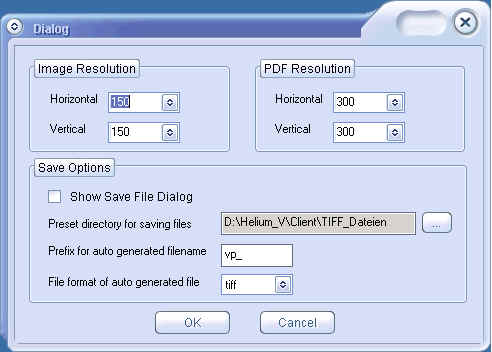 Dialog
Image Resolution
PDF Resolution
Horizontal 150
Horizontal 300
Vertical 150
Vertical 300
Save Options
Show Save File Dialog
Preset directory for saving files D:\Helium_V\Client\TIFF_Dateien ...
Prefix for auto generated filename vp_
File format of auto generated file tiff
OK Cancel